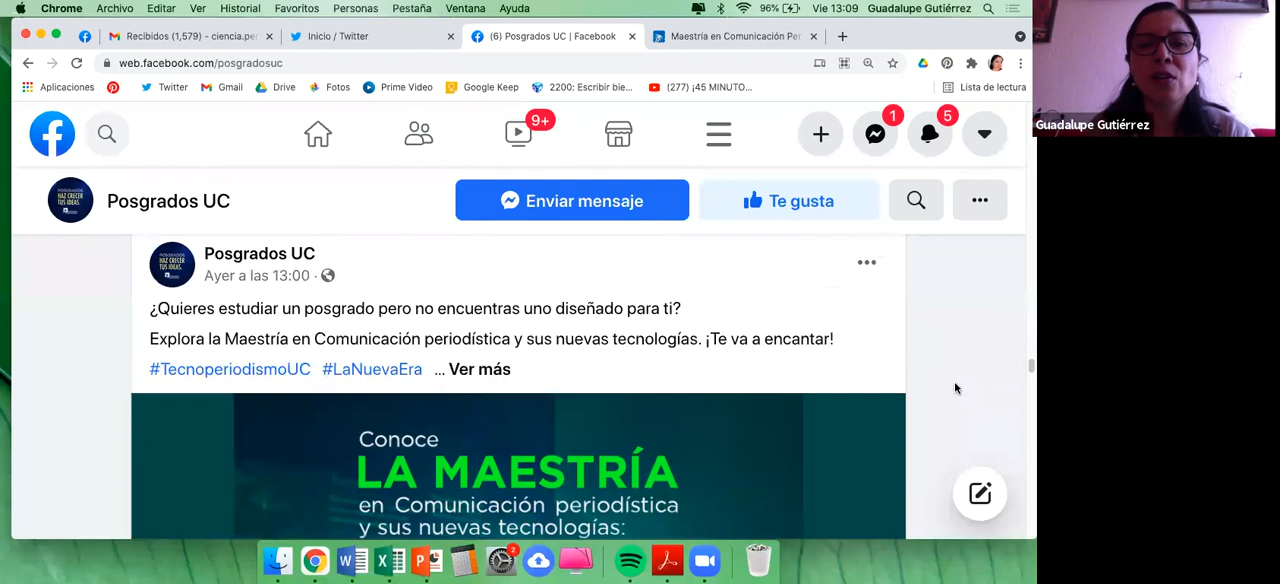 Chrome Archivo Editar Ver Historial Favoritos Personas Pestaña Ventana Ayuda 96% Vie 13:09 Guadalupe Gutiérrez
Recibidos (1,579) - ciencia.per Inicio / Twitter (6) Posgrados UC | Facebook Maestría en Comunicación Per
web.facebook.com/posgradosuc
Aplicaciones Twitter Gmail Drive Fotos Prime Video Google Keep 2200: Escribir bie... (277) ¡45 MINUTO... Lista de lectura
Guadalupe Gutiérrez
9+ 1 5
Posgrados UC Enviar mensaje Te gusta
Posgrados UC
Ayer a las 13:00 ·
¿Quieres estudiar un posgrado pero no encuentras uno diseñado para ti?
Explora la Maestría en Comunicación periodística y sus nuevas tecnologías. ¡Te va a encantar!
#TecnoperiodismoUC #LaNuevaEra ... Ver más
Conoce
LA MAESTRÍA
en Comunicación periodística
y sus nuevas tecnologías:
2